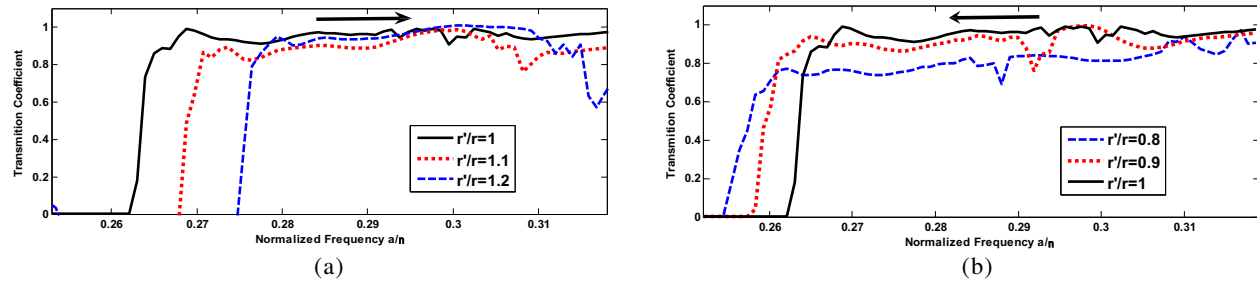 1
0.8
0.6
0.4
0.2
0
Transmition Coefficient
r'/r=1
r'/r=1.1
r'/r=1.2
0.26 0.27 0.28 0.29 0.3 0.31
Normalized Frequency a/n
(a)
1
0.8
0.6
0.4
0.2
0
Transmition Coefficient
r'/r=0.8
r'/r=0.9
r'/r=1
0.26 0.27 0.28 0.29 0.3 0.31
Normalized Frequency a/n
(b)